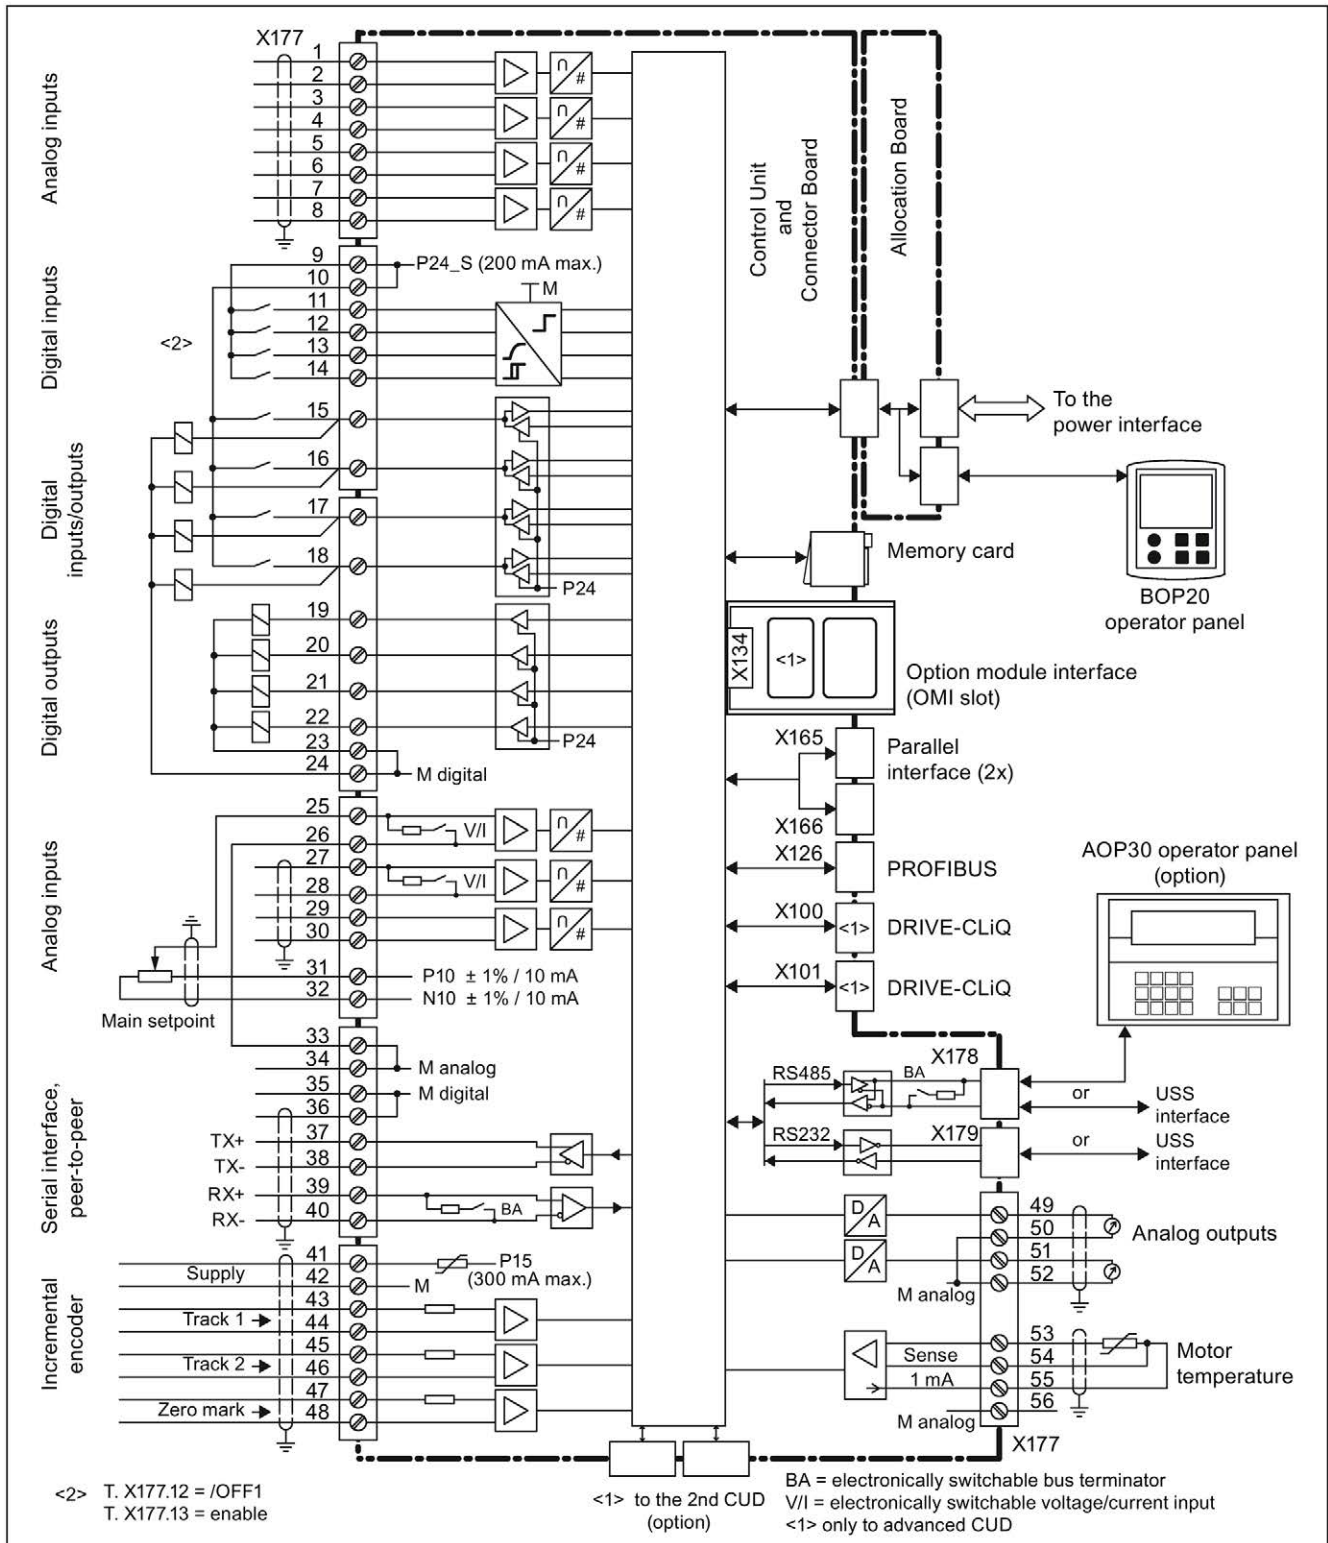 X177
Analog inputs
1
2
3
4
5
6
7
8
∩
#
∩
#
∩
#
∩
#
Digital inputs
9
10
11
12
13
14
P24_S (200 mA max.)
M
<2>
Digital
inputs/outputs
15
16
17
18
P24
Digital outputs
19
20
21
22
23
24
P24
M digital
Analog inputs
25
26
27
28
29
30
31
32
V/I
V/I
∩
#
∩
#
∩
#
P10 ± 1% / 10 mA
N10 ± 1% / 10 mA
Main setpoint
Serial interface,
peer-to-peer
33
34
35
36
37
38
39
40
M analog
M digital
TX+
TX-
RX+
RX-
BA
Incremental
encoder
41
42
43
44
45
46
47
48
Supply
Track 1
Track 2
Zero mark
P15
(300 mA max.)
M
Control Unit
and
Connector Board
Allocation Board
To the
power interface
BOP20
operator panel
Memory card
X134
<1>
Option module interface
(OMI slot)
X165
X166
Parallel
interface (2x)
X126
PROFIBUS
X100
<1>
DRIVE-CLiQ
X101
<1>
DRIVE-CLiQ
AOP30 operator panel
(option)
X178
RS485
BA
or
USS
interface
X179
RS232
or
USS
interface
D
A
D
A
49
50
51
52
M analog
Analog outputs
53
54
55
56
Sense
1 mA
M analog
Motor
temperature
X177
<2> T. X177.12 = /OFF1
T. X177.13 = enable
<1> to the 2nd CUD
(option)
BA = electronically switchable bus terminator
V/I = electronically switchable voltage/current input
<1> only to advanced CUD